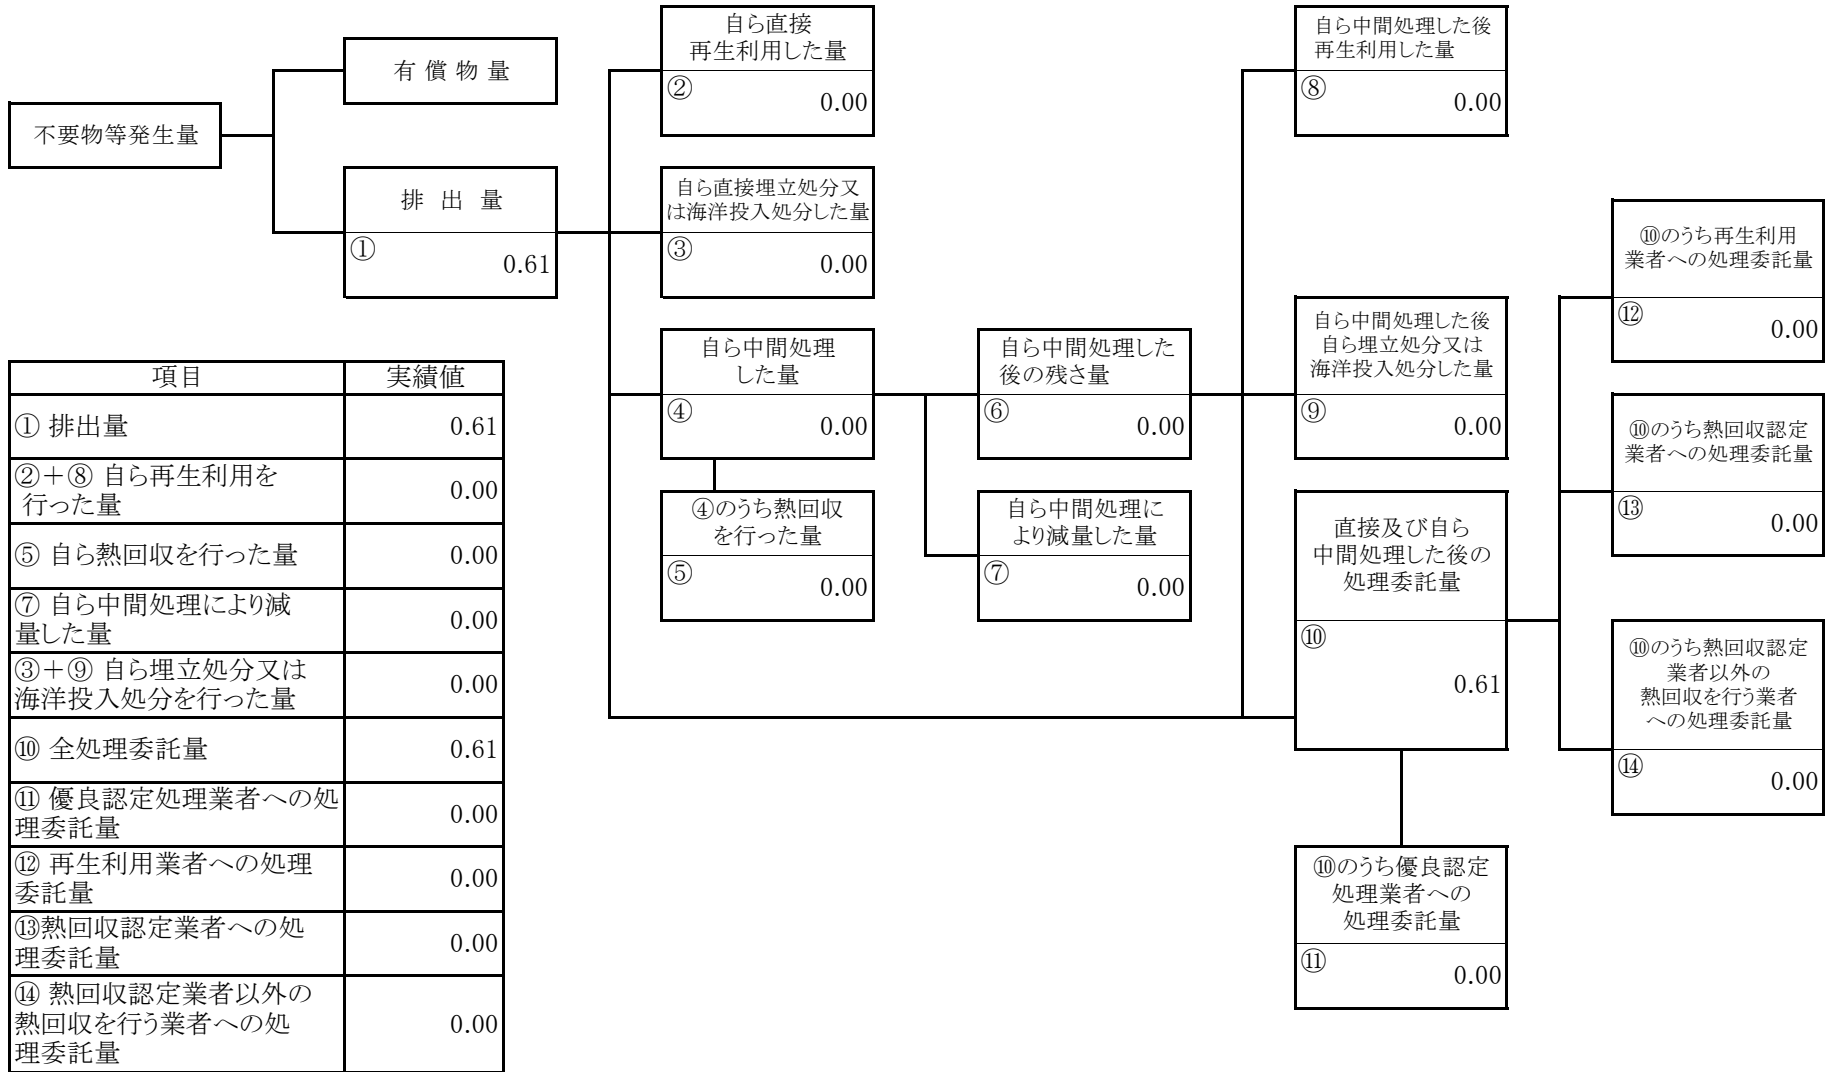 不要物等発生量
有 償 物 量
排 出 量
①
0.61
自ら直接
再生利用した量
②
0.00
自ら直接埋立処分又
は海洋投入処分した量
③
0.00
自ら中間処理
した量
④
0.00
④のうち熱回収
を行った量
⑤
0.00
自ら中間処理した
後の残さ量
⑥
0.00
自ら中間処理に
より減量した量
⑦
0.00
自ら中間処理した後
再生利用した量
⑧
0.00
自ら中間処理した後
自ら埋立処分又は
海洋投入処分した量
⑨
0.00
直接及び自ら
中間処理した後の
処理委託量
⑩
0.61
⑩のうち優良認定
処理業者への
処理委託量
⑪
0.00
⑩のうち再生利用
業者への処理委託量
⑫
0.00
⑩のうち熱回収認定
業者への処理委託量
⑬
0.00
⑩のうち熱回収認定
業者以外の
熱回収を行う業者
への処理委託量
⑭
0.00
項目 実績値
① 排出量 0.61
②＋⑧ 自ら再生利用を
行った量 0.00
⑤ 自ら熱回収を行った量 0.00
⑦ 自ら中間処理により減
量した量 0.00
③＋⑨ 自ら埋立処分又は
海洋投入処分を行った量 0.00
⑩ 全処理委託量 0.61
⑪ 優良認定処理業者への処
理委託量 0.00
⑫ 再生利用業者への処理
委託量 0.00
⑬熱回収認定業者への処
理委託量 0.00
⑭ 熱回収認定業者以外の
熱回収を行う業者への処
理委託量 0.00